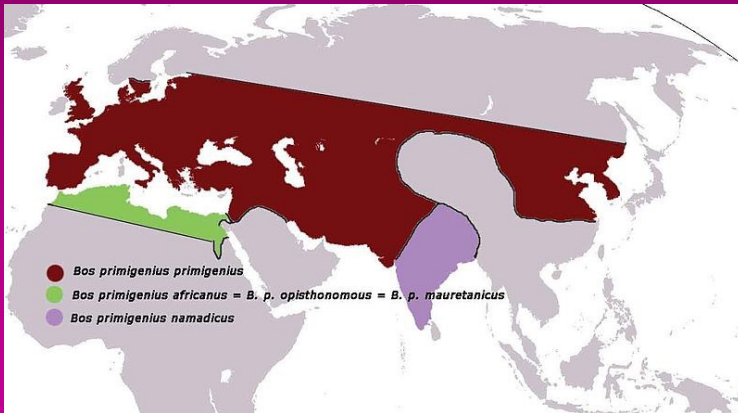 Bos primigenius primigenius
Bos primigenius africanus = B. p. opisthonomous = B. p. mauretanicus
Bos primigenius namadicus